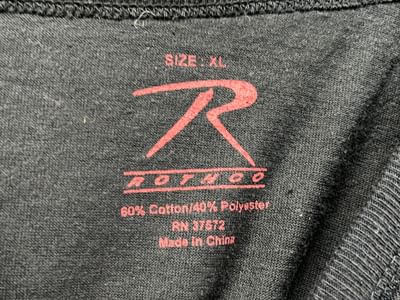 SIZE : XL
R
ROTHCO
60% Cotton/40% Polyester
RN 37572
Made in China